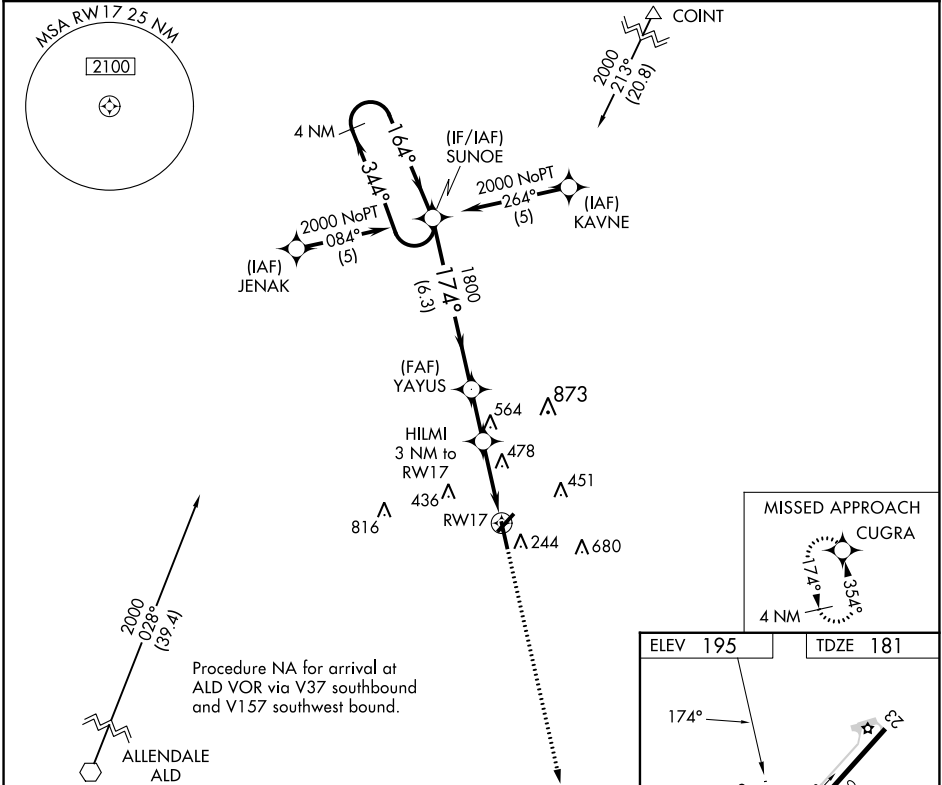 MSA RW17 25 NM
2100
COINT
2000
213°
(20.8)
4 NM
164°
344°
(IF/IAF)
SUNOE
2000 NoPT
264°
(5)
(IAF)
KAVNE
2000 NoPT
084°
(5)
(IAF)
JENAK
1800
174°
(6.3)
(FAF)
YAYUS
564
873
HILMI
3 NM to
RW17
478
451
436
816
RW17
244
680
MISSED APPROACH
CUGRA
174°
354°
4 NM
2000
028°
(39.4)
Procedure NA for arrival at
ALD VOR via V37 southbound
and V157 southwest bound.
ALLENDALE
ALD
ELEV 195
TDZE 181
174°
23